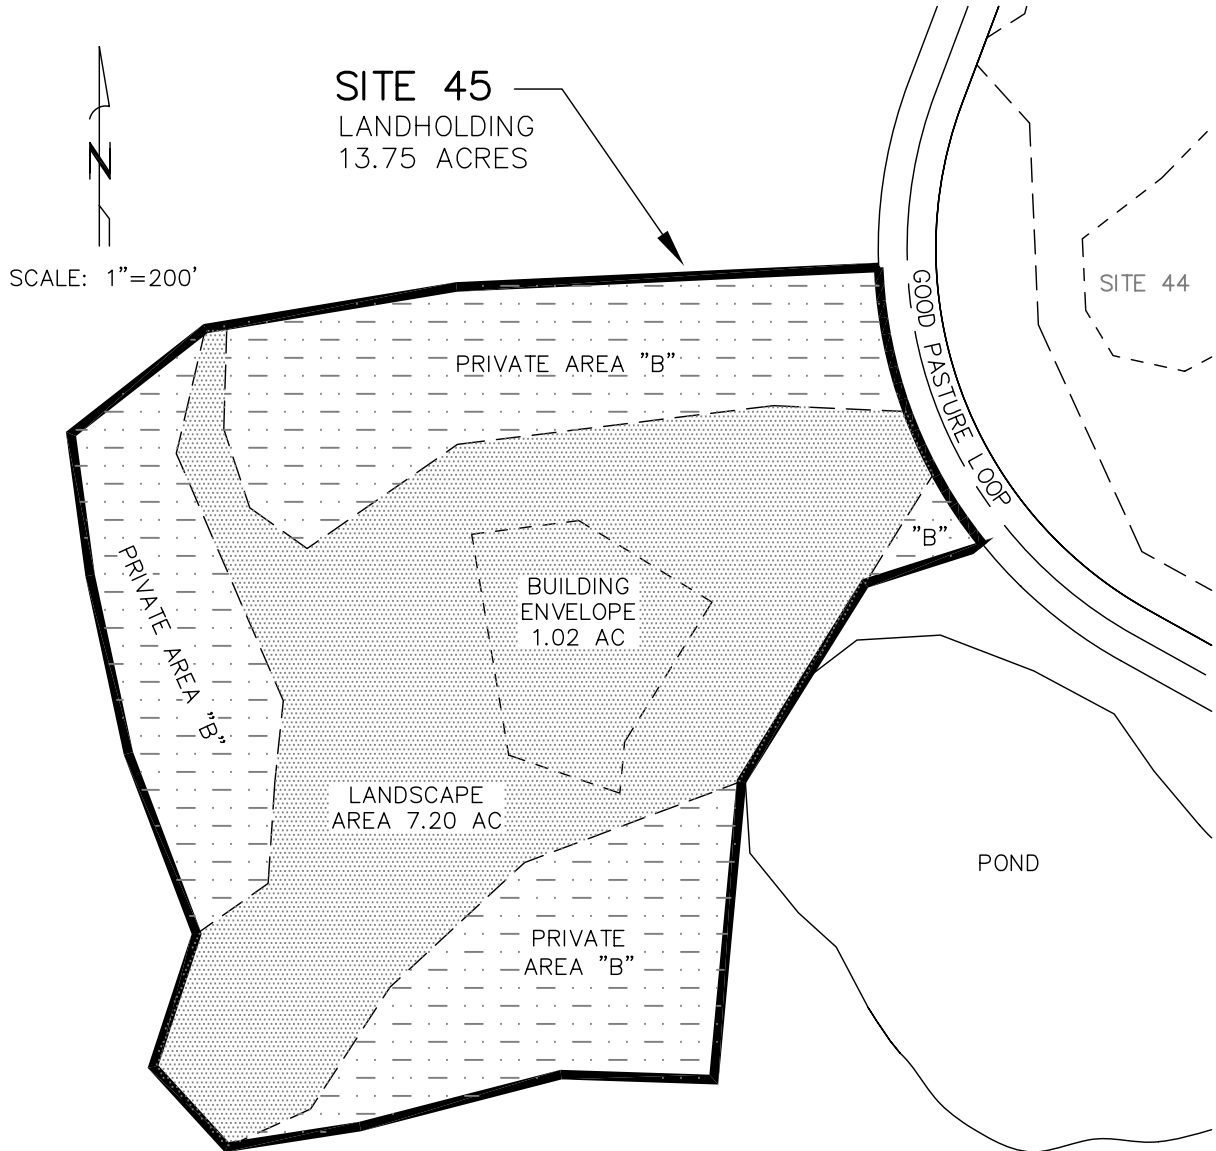 SITE 45
LANDHOLDING
13.75 ACRES
N
SCALE: 1"=200'
GOOD PASTURE LOOP
SITE 44
PRIVATE AREA "B"
"B"
PRIVATE AREA "B"
BUILDING
ENVELOPE
1.02 AC
LANDSCAPE
AREA 7.20 AC
POND
PRIVATE
AREA "B"